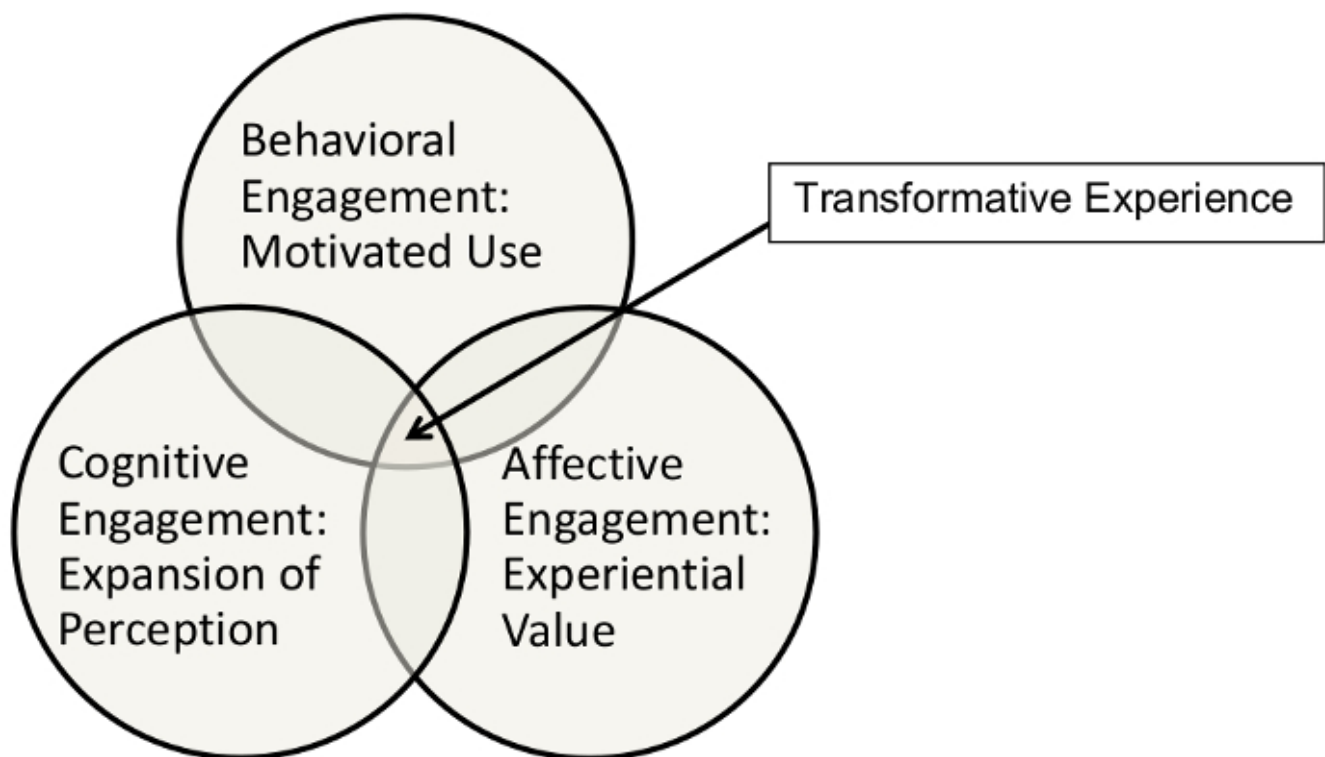 Behavioral
Engagement:
Motivated Use
Transformative Experience
Cognitive
Engagement:
Expansion of
Perception
Affective
Engagement:
Experiential
Value